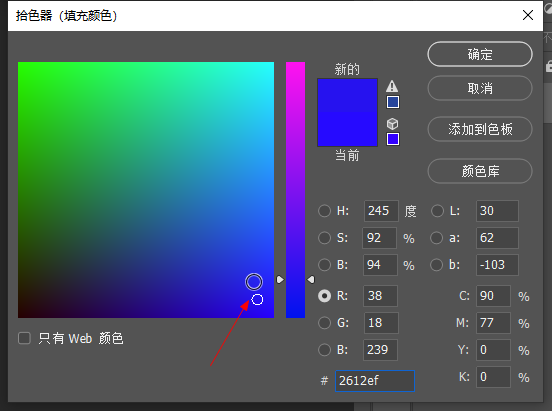 拾色器（填充颜色）
新的
当前
确定
取消
添加到色板
颜色库
H: 245 度
S: 92 %
B: 94 %
R: 38
G: 18
B: 239
# 2612ef
L: 30
a: 62
b: -103
C: 90 %
M: 77 %
Y: 0 %
K: 0 %
只有 Web 颜色